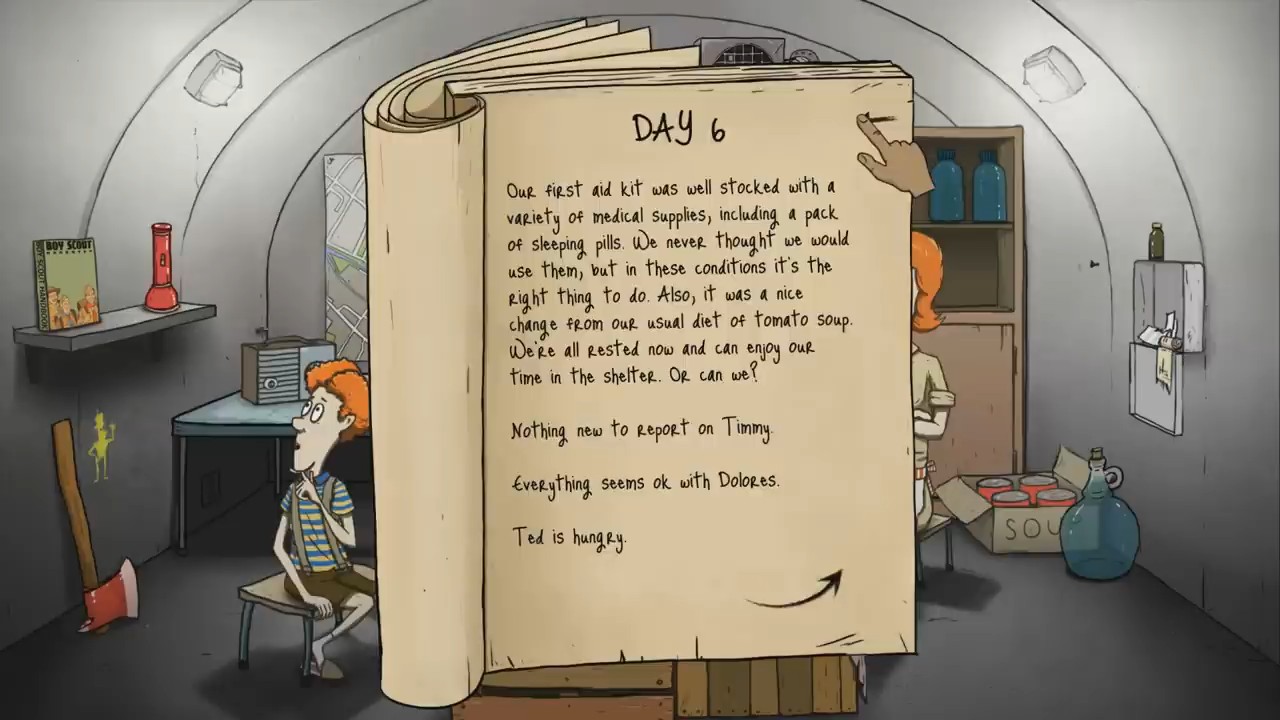 DAY 6
Our first aid kit was well stocked with a
variety of medical supplies, including a pack
of sleeping pills. We never thought we would
use them, but in these conditions it's the
right thing to do. Also, it was a nice
change from our usual diet of tomato soup.
We're all rested now and can enjoy our
time in the shelter. Or can we?
Nothing new to report on Timmy.
Everything seems ok with Dolores.
Ted is hungry.
BOY SCOUT
BOY SCOUT HANDBOOK
SOU